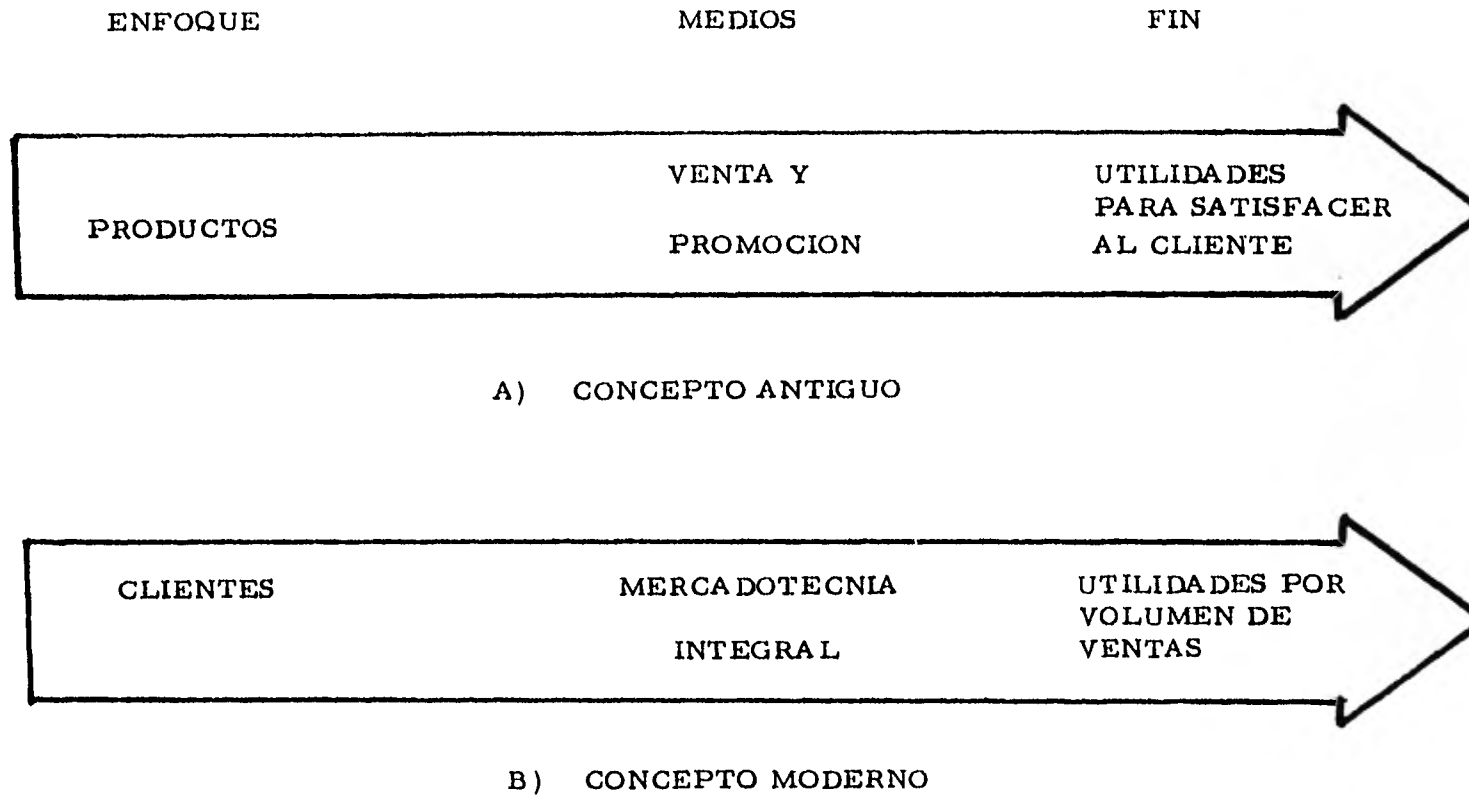 ENFOQUE MEDIOS FIN
PRODUCTOS
VENTA Y
PROMOCION
UTILIDADES
PARA SATISFACER
AL CLIENTE
A) CONCEPTO ANTIGUO
CLIENTES
MERCADOTECNIA
INTEGRAL
UTILIDADES POR
VOLUMEN DE
VENTAS
B) CONCEPTO MODERNO